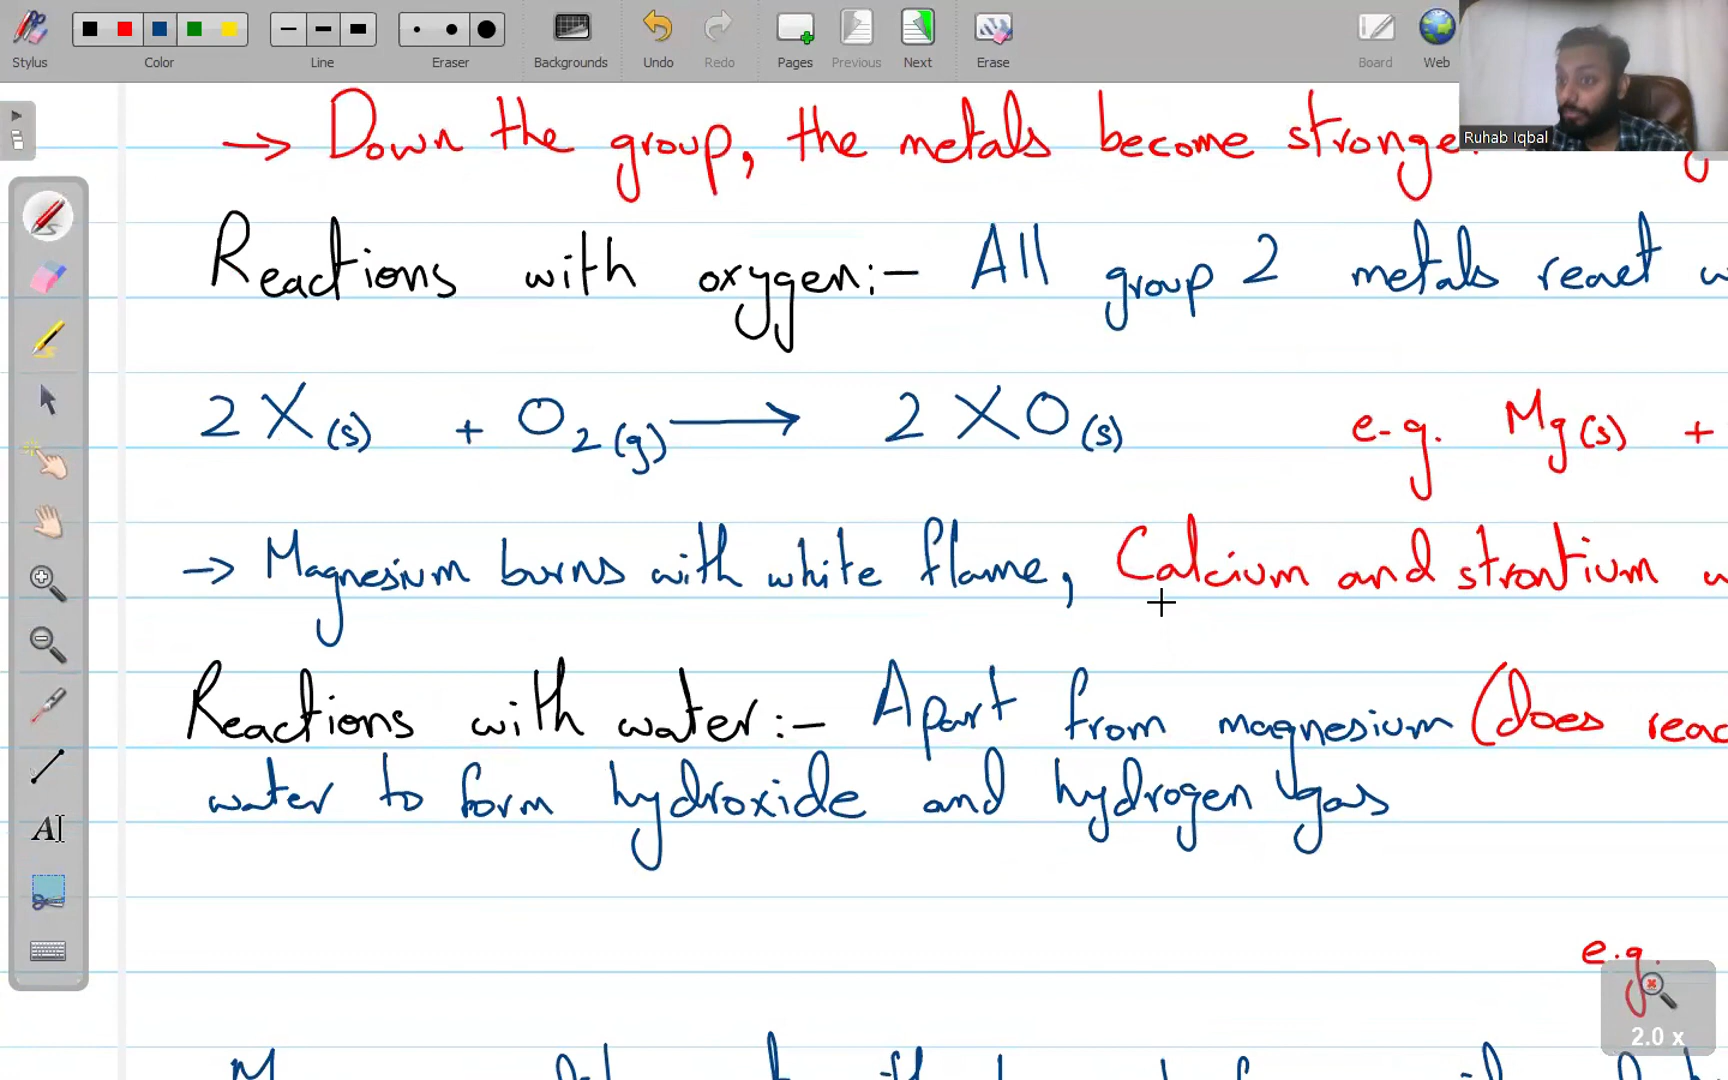 Stylus Color Line Eraser Backgrounds Undo Redo Pages Previous Next Erase Board Web
Ruhab Iqbal
→ Down the group, the metals become stronge
Reactions with oxygen:- All group 2 metals react
2X(s) + O2(g) → 2XO(s) e.g. Mg(s) +
→ Magnesium burns with white flame, Calcium and strontium
Reactions with water:- Apart from magnesium (does reac
water to form hydroxide and hydrogen gas
e.g.
2.0 x